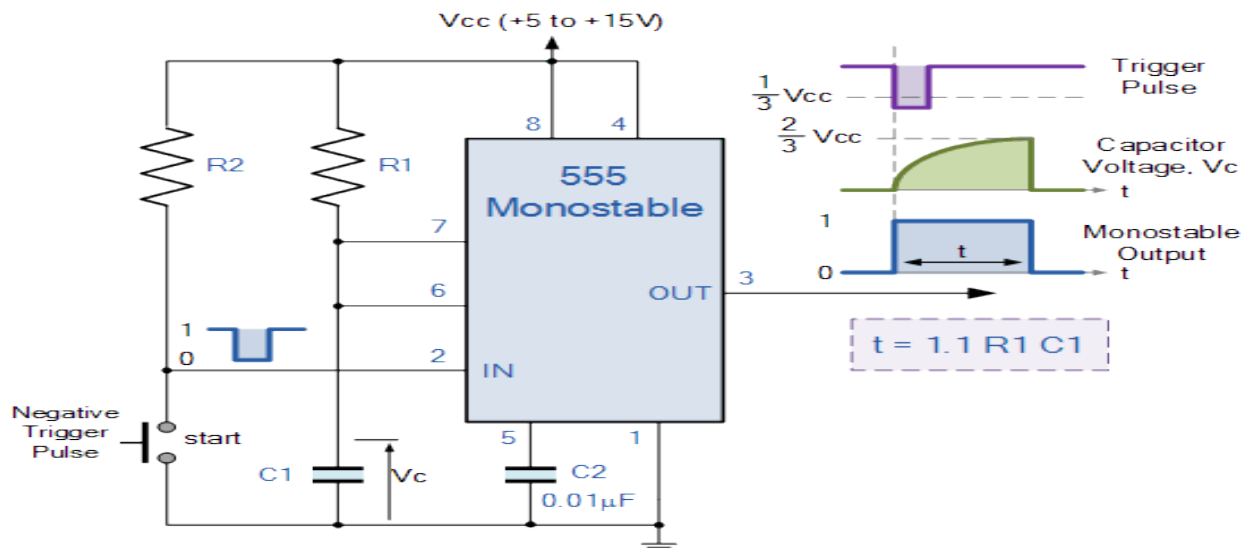 Vcc (+5 to +15V)
R2
R1
8
4
555
Monostable
7
6
2
IN
OUT
3
5
1
1
0
Negative
Trigger
Pulse
start
C1
Vc
C2
0.01µF
1/3 Vcc
Trigger
Pulse
2/3 Vcc
Capacitor
Voltage, Vc
t
1
0
t
Monostable
Output
t
t = 1.1 R1 C1